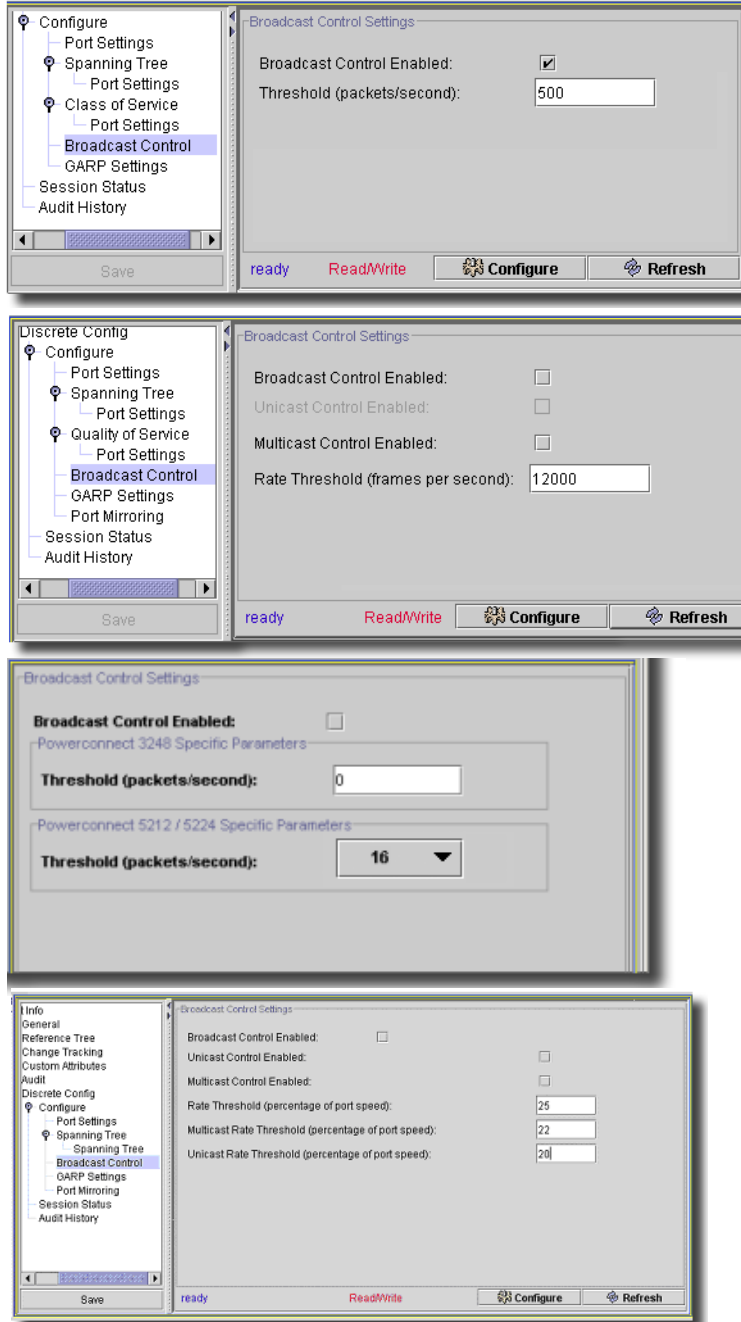 Configure
Port Settings
Spanning Tree
Port Settings
Class of Service
Port Settings
Broadcast Control
GARP Settings
Session Status
Audit History
Save
Broadcast Control Settings
Broadcast Control Enabled:
Threshold (packets/second): 500
ready Read/Write Configure Refresh
Discrete Config
Configure
Port Settings
Spanning Tree
Port Settings
Quality of Service
Port Settings
Broadcast Control
GARP Settings
Port Mirroring
Session Status
Audit History
Save
Broadcast Control Settings
Broadcast Control Enabled:
Unicast Control Enabled:
Multicast Control Enabled:
Rate Threshold (frames per second): 12000
ready Read/Write Configure Refresh
Broadcast Control Settings
Broadcast Control Enabled:
Powerconnect 3248 Specific Parameters
Threshold (packets/second): 0
Powerconnect 5212 / 5224 Specific Parameters
Threshold (packets/second): 16
Info
General
Reference Tree
Change Tracking
Custom Attributes
Audit
Discrete Config
Configure
Port Settings
Spanning Tree
Spanning Tree
Broadcast Control
GARP Settings
Port Mirroring
Session Status
Audit History
Save
Broadcast Control Settings
Broadcast Control Enabled:
Unicast Control Enabled:
Multicast Control Enabled:
Rate Threshold (percentage of port speed): 25
Multicast Rate Threshold (percentage of port speed): 22
Unicast Rate Threshold (percentage of port speed): 20
ready Read/Write Configure Refresh